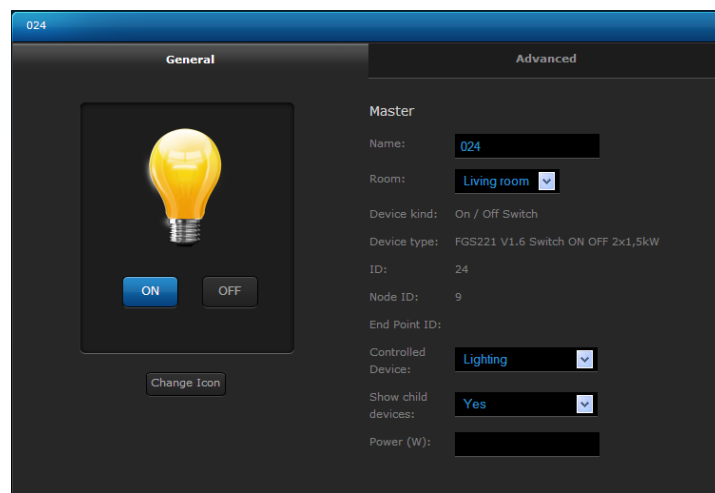 024
General
Advanced
ON
OFF
Change Icon
Master
Name: 024
Room: Living room
Device kind: On / Off Switch
Device type: FGS221 V1.6 Switch ON OFF 2x1,5kW
ID: 24
Node ID: 9
End Point ID:
Controlled
Device: Lighting
Show child
devices: Yes
Power (W):